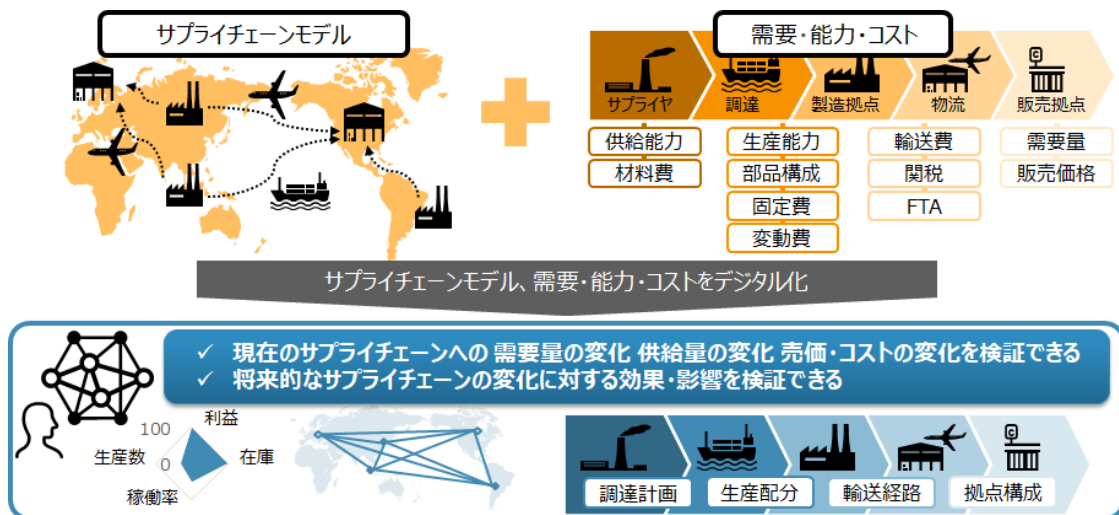 サプライチェーンモデル
需要・能力・コスト
サプライヤ
調達
製造拠点
物流
販売拠点
供給能力
材料費
生産能力
部品構成
固定費
変動費
輸送費
関税
FTA
需要量
販売価格
サプライチェーンモデル、需要・能力・コストをデジタル化
✓ 現在のサプライチェーンへの 需要量の変化 供給量の変化 売価・コストの変化を検証できる
✓ 将来的なサプライチェーンの変化に対する効果・影響を検証できる
利益
100
生産数
0
在庫
稼働率
調達計画
生産配分
輸送経路
拠点構成